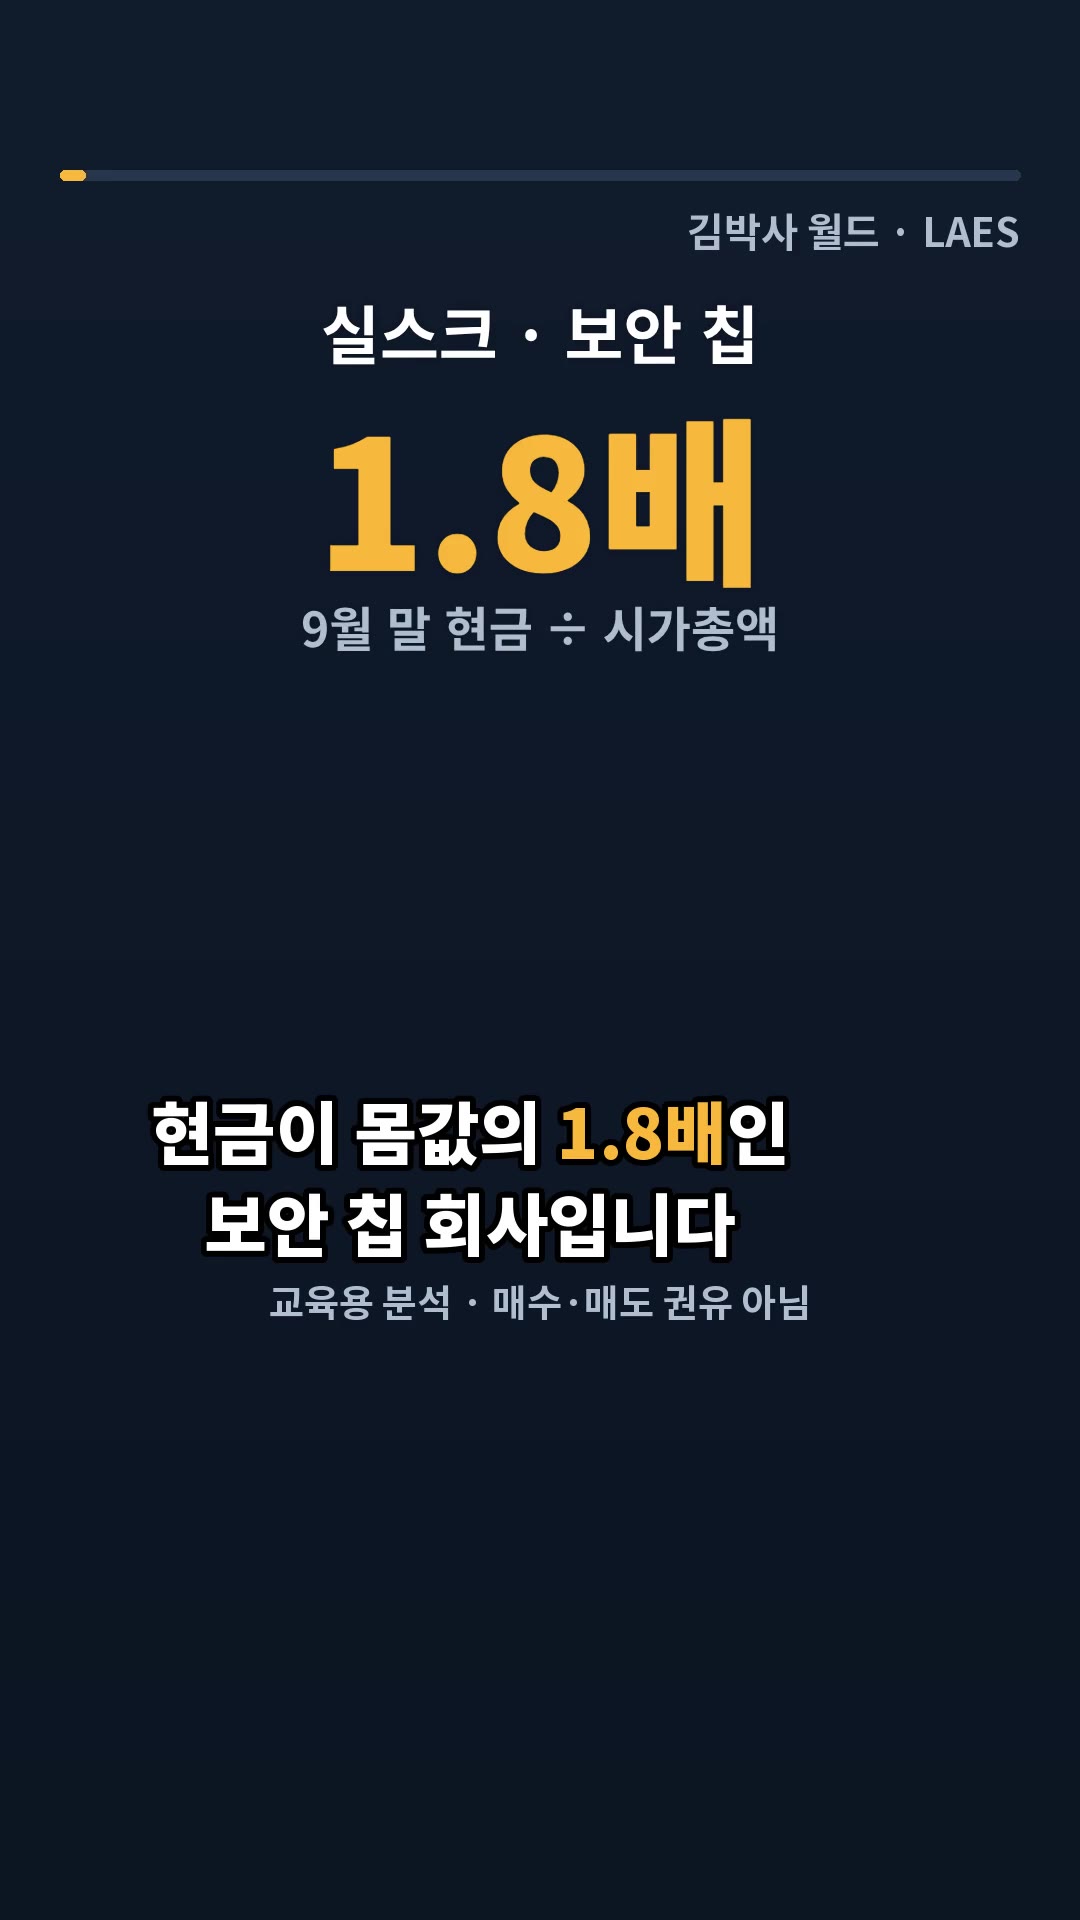 김박사 월드 · LAES
실스크 · 보안 칩
1.8배
9월 말 현금 ÷ 시가총액
현금이 몸값의 1.8배인
보안 칩 회사입니다
교육용 분석 · 매수·매도 권유 아님